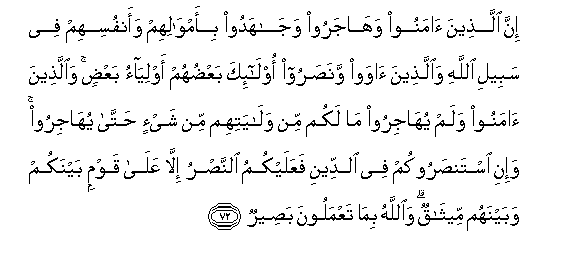 إِنَّ ٱلَّذِينَ ءَامَنُوا۟ وَهَاجَرُوا۟ وَجَـٰهَدُوا۟ بِأَمْوَٰلِهِمْ وَأَنفُسِهِمْ فِى
سَبِيلِ ٱللَّهِ وَٱلَّذِينَ ءَاوَوا۟ وَّنَصَرُوٓا۟ أُو۟لَـٰٓئِكَ بَعْضُهُمْ أَوْلِيَآءُ بَعْضٍ ۚ وَٱلَّذِينَ
ءَامَنُوا۟ وَلَمْ يُهَاجِرُوا۟ مَا لَكُم مِّن وَلَـٰيَتِهِم مِّن شَىْءٍ حَتَّىٰ يُهَاجِرُوا۟ ۚ
وَإِنِ ٱسْتَنصَرُوكُمْ فِى ٱلدِّينِ فَعَلَيْكُمُ ٱلنَّصْرُ إِلَّا عَلَىٰ قَوْمٍۭ بَيْنَكُمْ
وَبَيْنَهُم مِّيثَـٰقٌ ۗ وَٱللَّهُ بِمَا تَعْمَلُونَ بَصِيرٌ ٧٢